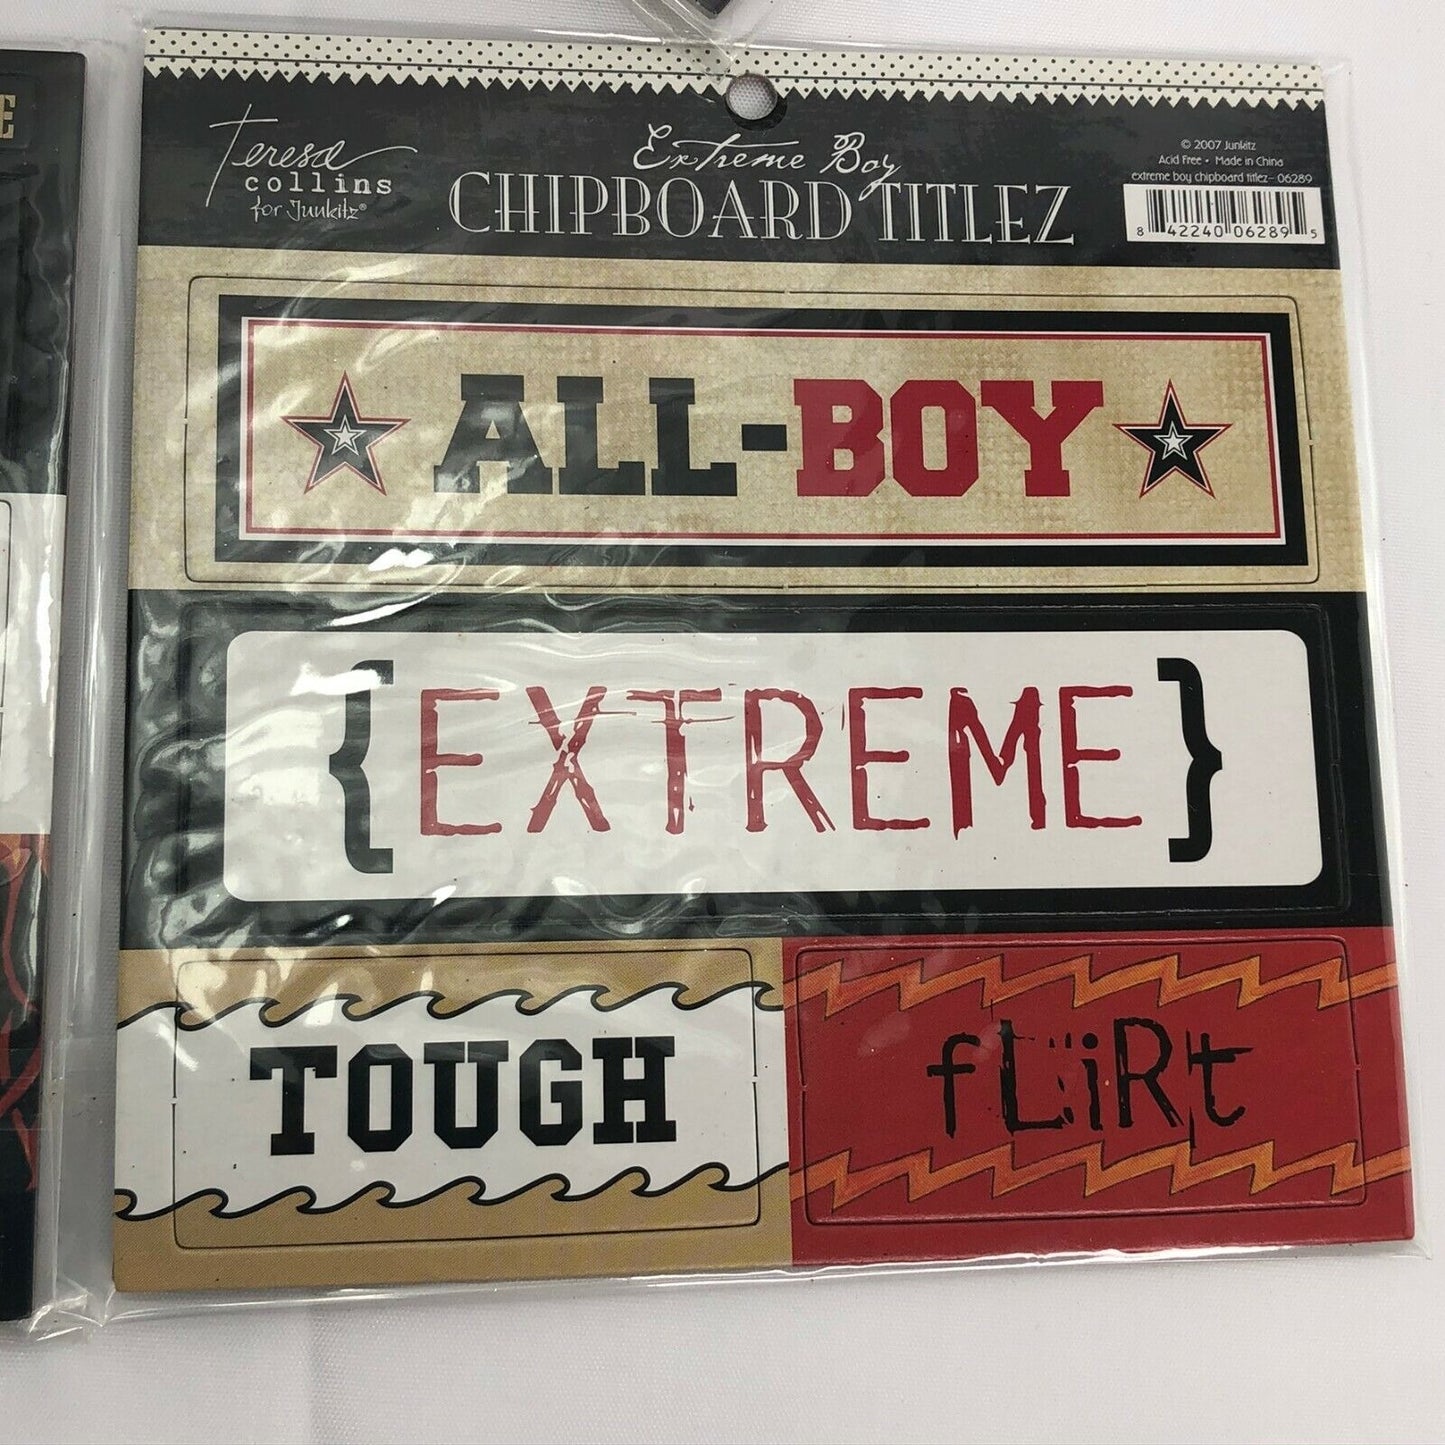 E
Teresa
collins
for Junkitz®
Extreme Boy
CHIPBOARD TITLEZ
© 2007 Junkitz
Acid Free • Made in China
extreme boy chipboard titlez- 06289
8 42240 06289 5
ALL-BOY
{EXTREME}
TOUGH
fLiRt